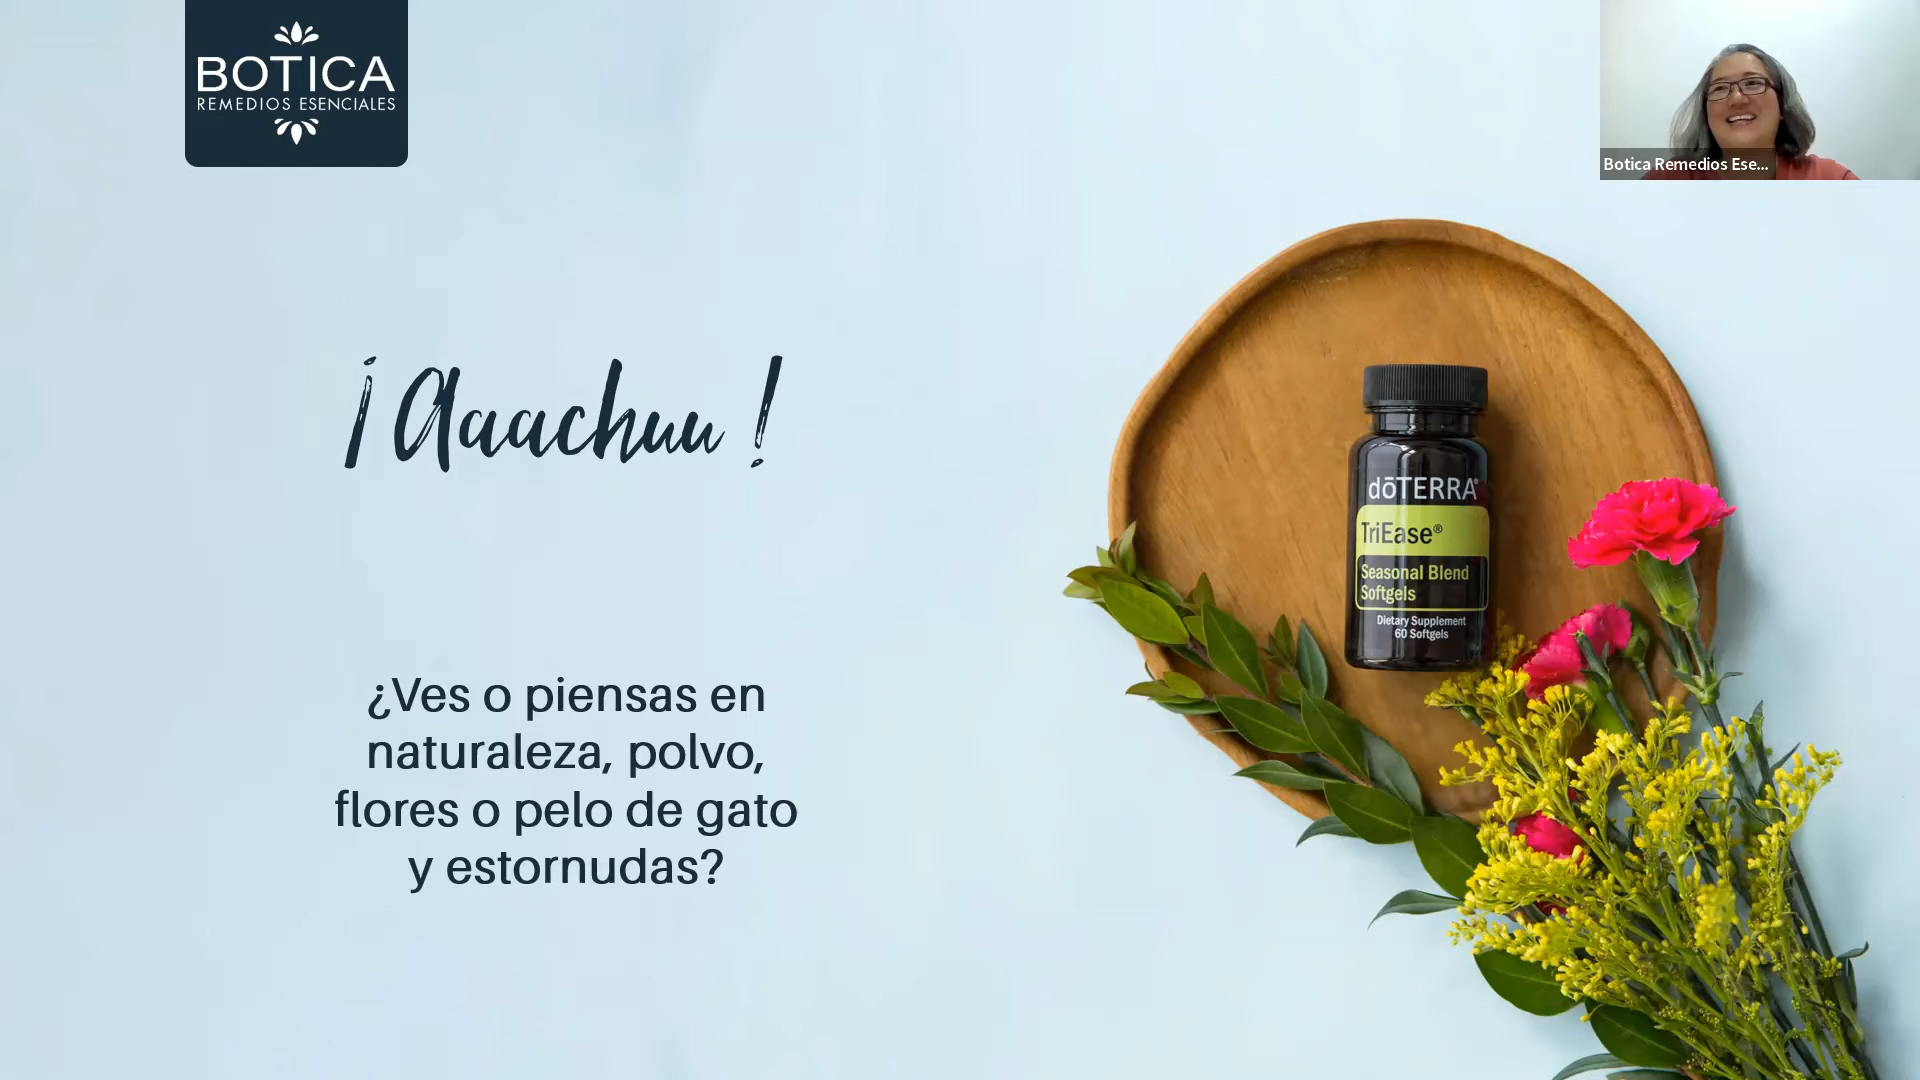 BOTICA
REMEDIOS ESENCIALES
Botica Remedios Ese...
¡Aaachuu!
dōTERRA®
TriEase®
Seasonal Blend
Softgels
Dietary Supplement
60 Softgels
¿Ves o piensas en
naturaleza, polvo,
flores o pelo de gato
y estornudas?